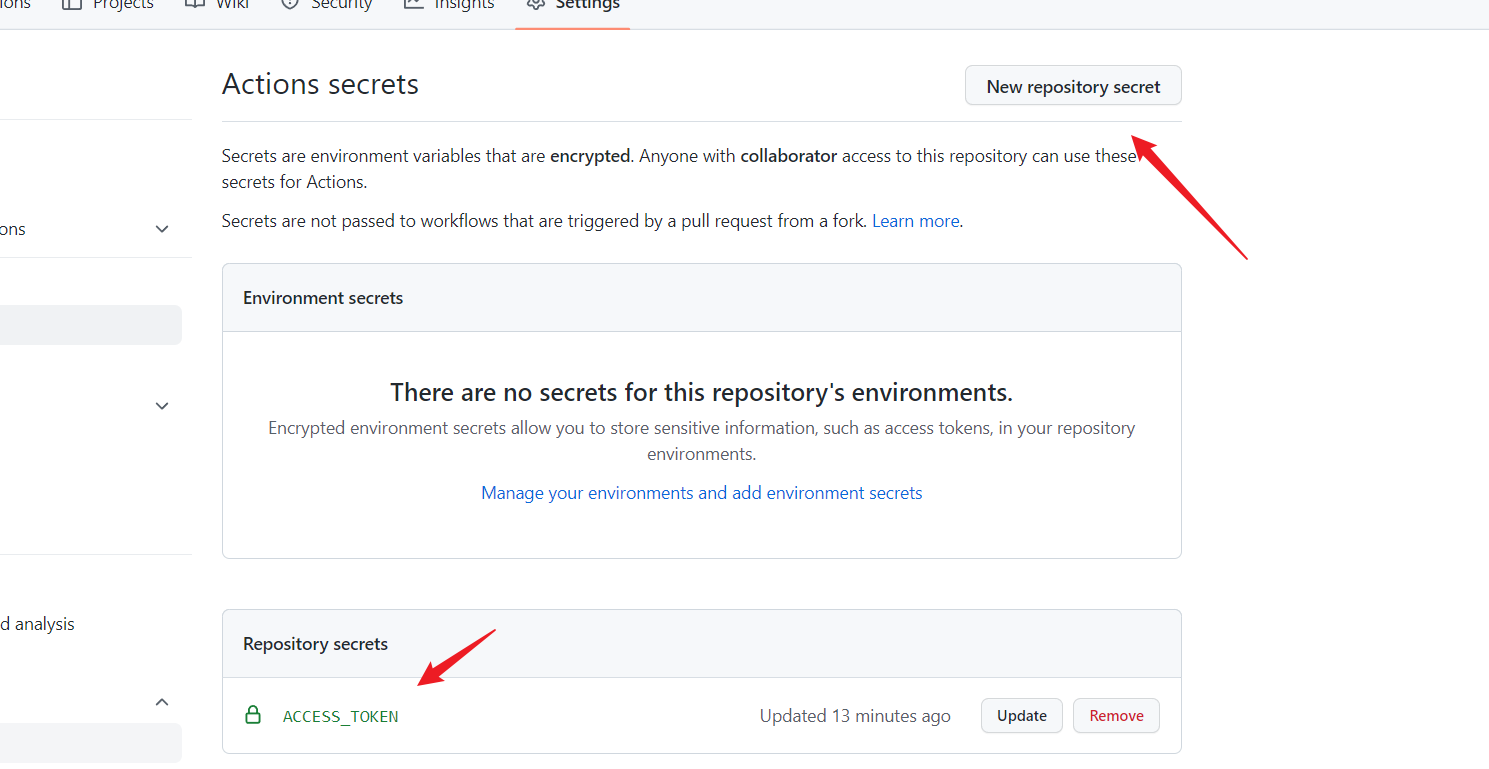 Projects
Wiki
Security
Insights
Settings
Actions secrets
New repository secret
Secrets are environment variables that are encrypted. Anyone with collaborator access to this repository can use these
secrets for Actions.
Secrets are not passed to workflows that are triggered by a pull request from a fork. Learn more.
ons
Environment secrets
There are no secrets for this repository's environments.
Encrypted environment secrets allow you to store sensitive information, such as access tokens, in your repository
environments.
Manage your environments and add environment secrets
d analysis
Repository secrets
ACCESS_TOKEN
Updated 13 minutes ago
Update
Remove